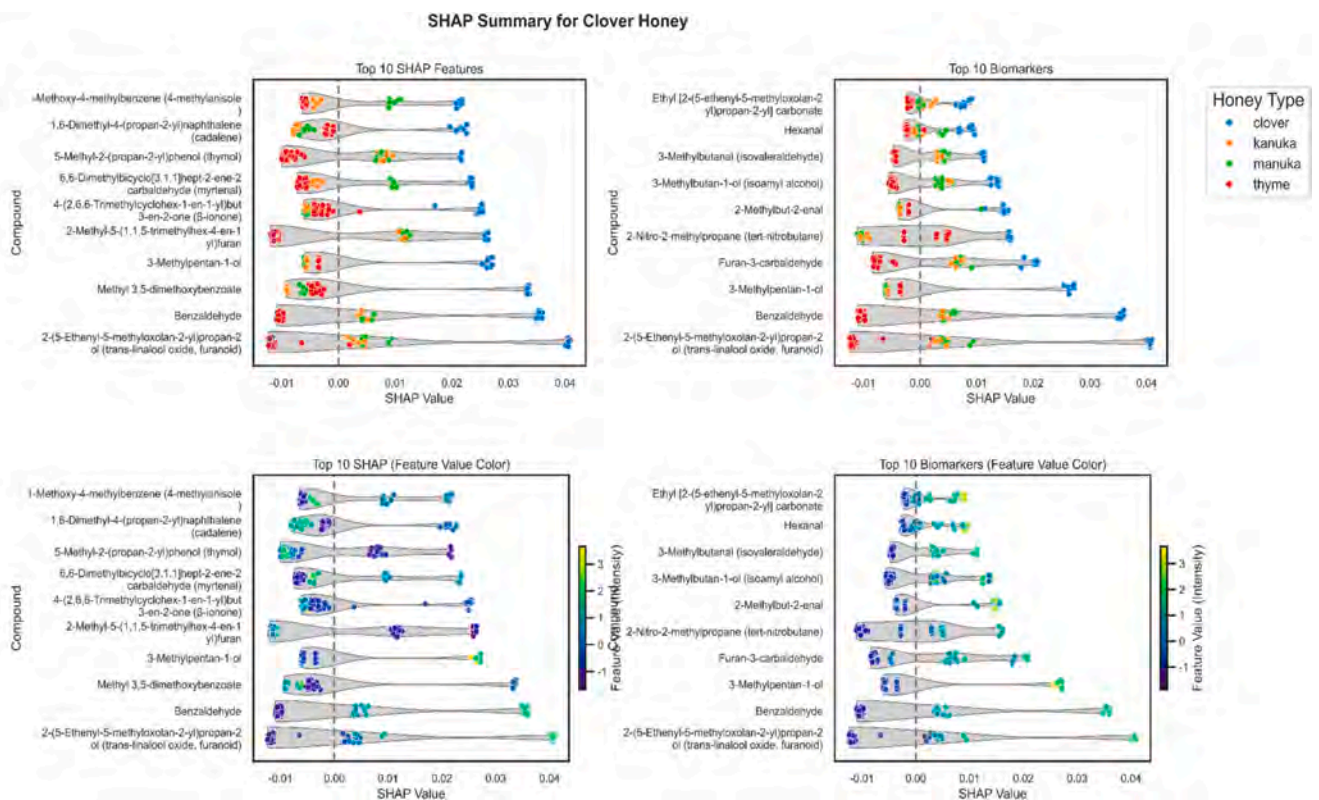 SHAP Summary for Clover Honey
Top 10 SHAP Features
Compound
-Methoxy-4-methylbenzene (4-methylanisole
)
1,6-Dimethyl-4-(propan-2-yl)naphthalene
(cadalene)
5-Methyl-2-(propan-2-yl)phenol (thymol)
6,6-Dimethylbicyclo[3.1.1]hept-2-ene-2
carbaldehyde (myrtenal)
4-(2,6,6-Trimethylcyclohex-1-en-1-yl)but
3-en-2-one (β-ionone)
2-Methyl-5-(1,1,5-trimethylhex-4-en-1
yl)furan
3-Methylpentan-1-ol
Methyl 3,5-dimethoxybenzoate
Benzaldehyde
2-(5-Ethenyl-5-methyloxolan-2-yl)propan-2
ol (trans-linalool oxide, furanoid)
-0.01 0.00 0.01 0.02 0.03 0.04
SHAP Value
Top 10 Biomarkers
Compound
Ethyl [2-(5-ethenyl-5-methyloxolan-2
yl)propan-2-yl] carbonate
Hexanal
3-Methylbutanal (isovaleraldehyde)
3-Methylbutan-1-ol (isoamyl alcohol)
2-Methylbut-2-enal
2-Nitro-2-methylpropane (tert-nitrobutane)
Furan-3-carbaldehyde
3-Methylpentan-1-ol
Benzaldehyde
2-(5-Ethenyl-5-methyloxolan-2-yl)propan-2
ol (trans-linalool oxide, furanoid)
-0.01 0.00 0.01 0.02 0.03 0.04
SHAP Value
Honey Type
clover
kanuka
manuka
thyme
Top 10 SHAP (Feature Value Color)
Compound
1-Methoxy-4-methylbenzene (4-methylanisole
)
1,6-Dimethyl-4-(propan-2-yl)naphthalene
(cadalene)
5-Methyl-2-(propan-2-yl)phenol (thymol)
6,6-Dimethylbicyclo[3.1.1]hept-2-ene-2
carbaldehyde (myrtenal)
4-(2,6,6-Trimethylcyclohex-1-en-1-yl)but
3-en-2-one (β-ionone)
2-Methyl-5-(1,1,5-trimethylhex-4-en-1
yl)furan
3-Methylpentan-1-ol
Methyl 3,5-dimethoxybenzoate
Benzaldehyde
2-(5-Ethenyl-5-methyloxolan-2-yl)propan-2
ol (trans-linalool oxide, furanoid)
-0.01 0.00 0.01 0.02 0.03 0.04
SHAP Value
3
2
1
0
-1
Feature Value (Intensity)
Top 10 Biomarkers (Feature Value Color)
Compound
Ethyl [2-(5-ethenyl-5-methyloxolan-2
yl)propan-2-yl] carbonate
Hexanal
3-Methylbutanal (isovaleraldehyde)
3-Methylbutan-1-ol (isoamyl alcohol)
2-Methylbut-2-enal
2-Nitro-2-methylpropane (tert-nitrobutane)
Furan-3-carbaldehyde
3-Methylpentan-1-ol
Benzaldehyde
2-(5-Ethenyl-5-methyloxolan-2-yl)propan-2
ol (trans-linalool oxide, furanoid)
-0.01 0.00 0.01 0.02 0.03 0.04
SHAP Value
3
2
1
0
-1
Feature Value (Intensity)